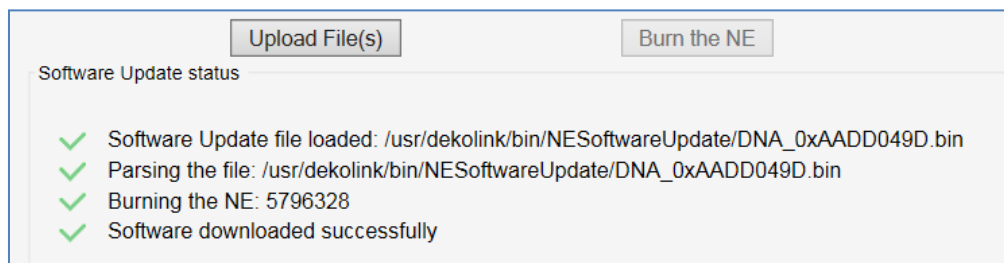 Upload File(s) Burn the NE
Software Update status
Software Update file loaded: /usr/dekolink/bin/NESoftwareUpdate/DNA_0xAADD049D.bin
Parsing the file: /usr/dekolink/bin/NESoftwareUpdate/DNA_0xAADD049D.bin
Burning the NE: 5796328
Software downloaded successfully